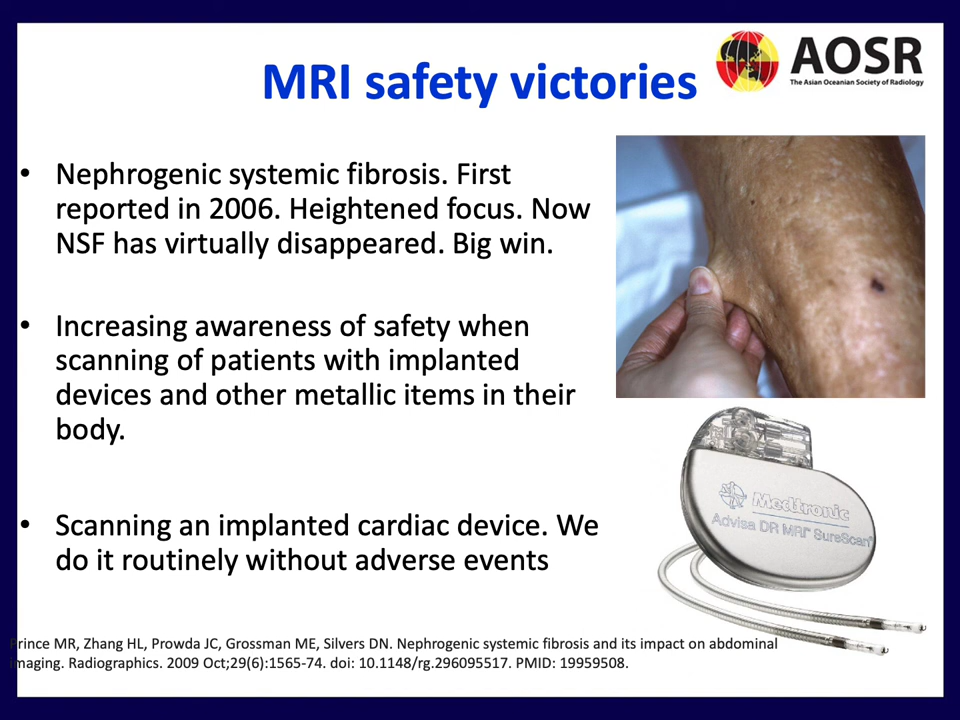 MRI safety victories
AOSR
The Asian Oceanian Society of Radiology
• Nephrogenic systemic fibrosis. First
reported in 2006. Heightened focus. Now
NSF has virtually disappeared. Big win.
• Increasing awareness of safety when
scanning of patients with implanted
devices and other metallic items in their
body.
• Scanning an implanted cardiac device. We
do it routinely without adverse events
Medtronic
Advisa DR MRI™ SureScan®
Prince MR, Zhang HL, Prowda JC, Grossman ME, Silvers DN. Nephrogenic systemic fibrosis and its impact on abdominal
imaging. Radiographics. 2009 Oct;29(6):1565-74. doi: 10.1148/rg.296095517. PMID: 19959508.